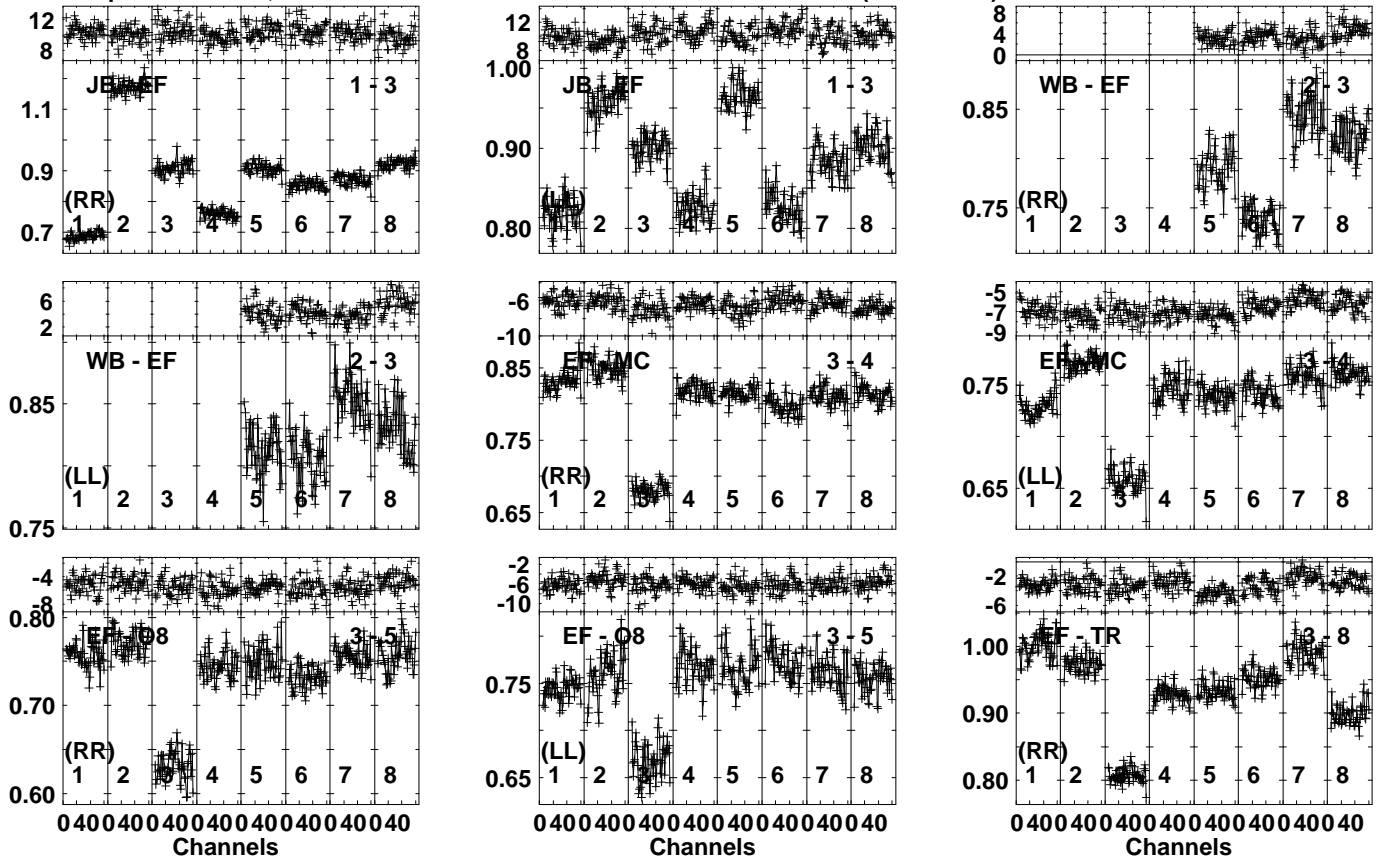 12 8 12 8 8 4 0
JB - EF 1 - 3 JB - EF 1 - 3 WB - EF 2 - 3
1.1 0.9 0.7 1.00 0.90 0.80 0.85 0.75
(RR) (LL) (RR)
1 2 3 4 5 6 7 8 1 2 3 4 5 6 7 8 1 2 3 4 5 6 7 8
6 2 -6 -10 -5 -7 -9
WB - EF 2 - 3 EF - MC 3 - 4 EF - MC 3 - 4
0.85 0.75 0.85 0.75 0.65 0.75 0.65
(LL) (RR) (LL)
1 2 3 4 5 6 7 8 1 2 3 4 5 6 7 8 1 2 3 4 5 6 7 8
-4 -8 -2 -6 -10 -2 -6
EF - O8 3 - 5 EF - O8 3 - 5 EF - TR 3 - 8
0.80 0.70 0.60 0.75 0.65 1.00 0.90 0.80
(RR) (LL) (RR)
1 2 3 4 5 6 7 8 1 2 3 4 5 6 7 8 1 2 3 4 5 6 7 8
0 40 0 40 0 40 0 40 0 40 0 40 0 40 0 40 0 40 0 40 0 40 0 40 0 40 0 40 0 40 0 40 0 40 0 40 0 40 0 40 0 40 0 40 0 40 0 40
Channels Channels Channels